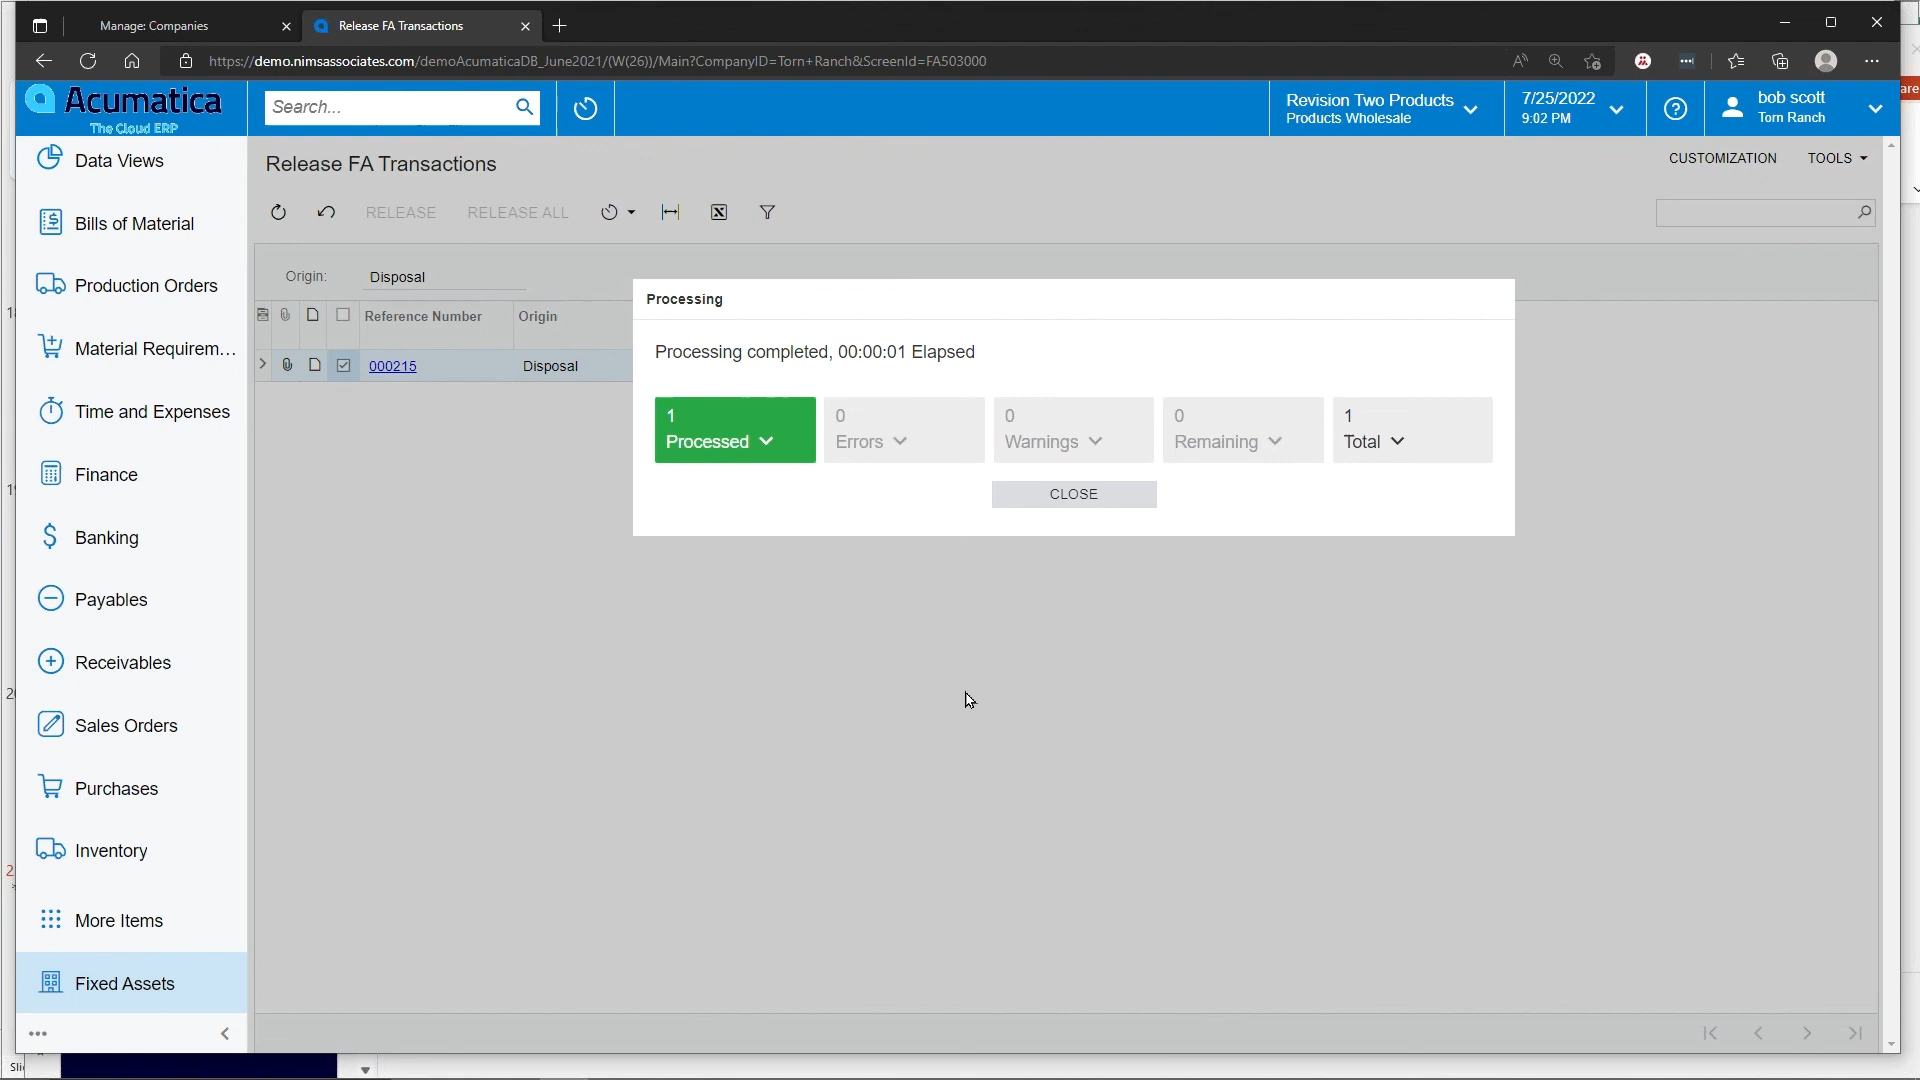 Manage: Companies
Release FA Transactions
https://demo.nimsassociates.com/demoAcumaticaDB_June2021/(W(26))/Main?CompanyID=Torn+Ranch&ScreenId=FA503000
Acumatica
The Cloud ERP
Search...
Revision Two Products
Products Wholesale
7/25/2022
9:02 PM
bob scott
Torn Ranch
Data Views
Bills of Material
Production Orders
Material Requirem...
Time and Expenses
Finance
Banking
Payables
Receivables
Sales Orders
Purchases
Inventory
More Items
Fixed Assets
Release FA Transactions
CUSTOMIZATION
TOOLS
RELEASE
RELEASE ALL
Origin:
Disposal
Reference Number
Origin
000215
Disposal
Processing
Processing completed, 00:00:01 Elapsed
1
Processed
0
Errors
0
Warnings
0
Remaining
1
Total
CLOSE